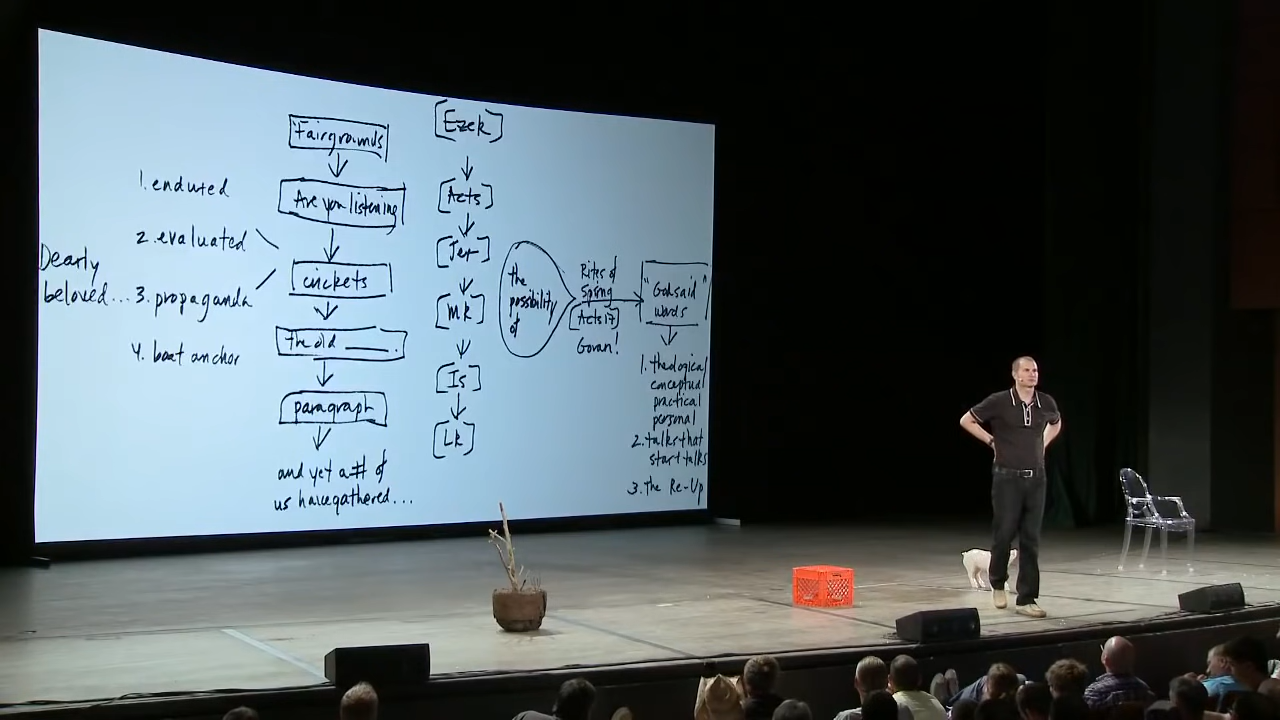 Dearly
beloved...
1. endured
2. evaluated
3. propaganda
4. boat anchor
Fairgrounds
Are you listening
crickets
the old ____.
paragraph
and yet a # of
us have gathered...
[Ezek]
[Acts]
[Jer]
[Mk]
[Is]
[Lk]
the
possibility
of
Rites of
Spring
[Acts 17]
Goran!
"God said
words"
1. theological
conceptual
practical
personal
2. talks that
start talks
3. the Re-Up